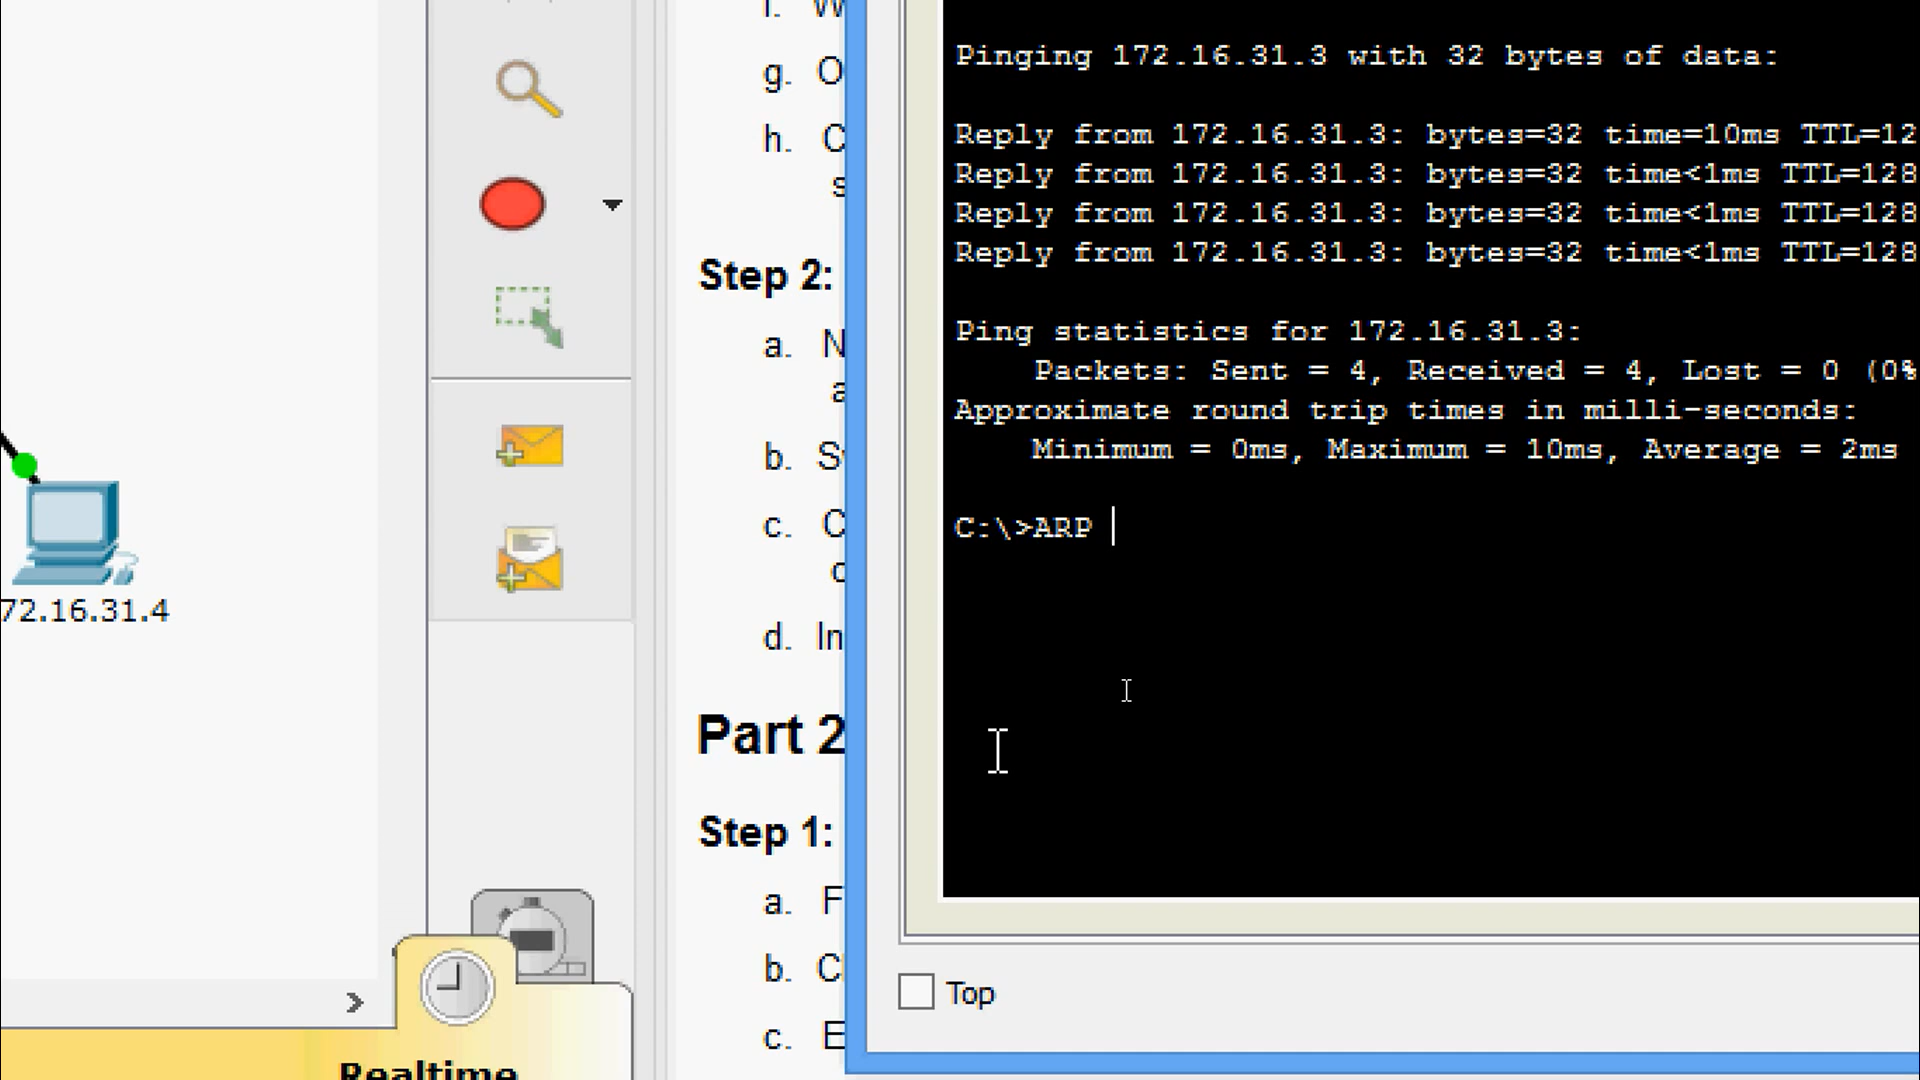 g. O
h. C
s
Step 2:
a. N
a
b. S
c. C
d. In
Part 2
Step 1:
a. F
b. Cl
c. E
72.16.31.4
Realtime
Pinging 172.16.31.3 with 32 bytes of data:
Reply from 172.16.31.3: bytes=32 time=10ms TTL=12
Reply from 172.16.31.3: bytes=32 time<1ms TTL=128
Reply from 172.16.31.3: bytes=32 time<1ms TTL=128
Reply from 172.16.31.3: bytes=32 time<1ms TTL=128
Ping statistics for 172.16.31.3:
Packets: Sent = 4, Received = 4, Lost = 0 (0%
Approximate round trip times in milli-seconds:
Minimum = 0ms, Maximum = 10ms, Average = 2ms
C:\>ARP
Top